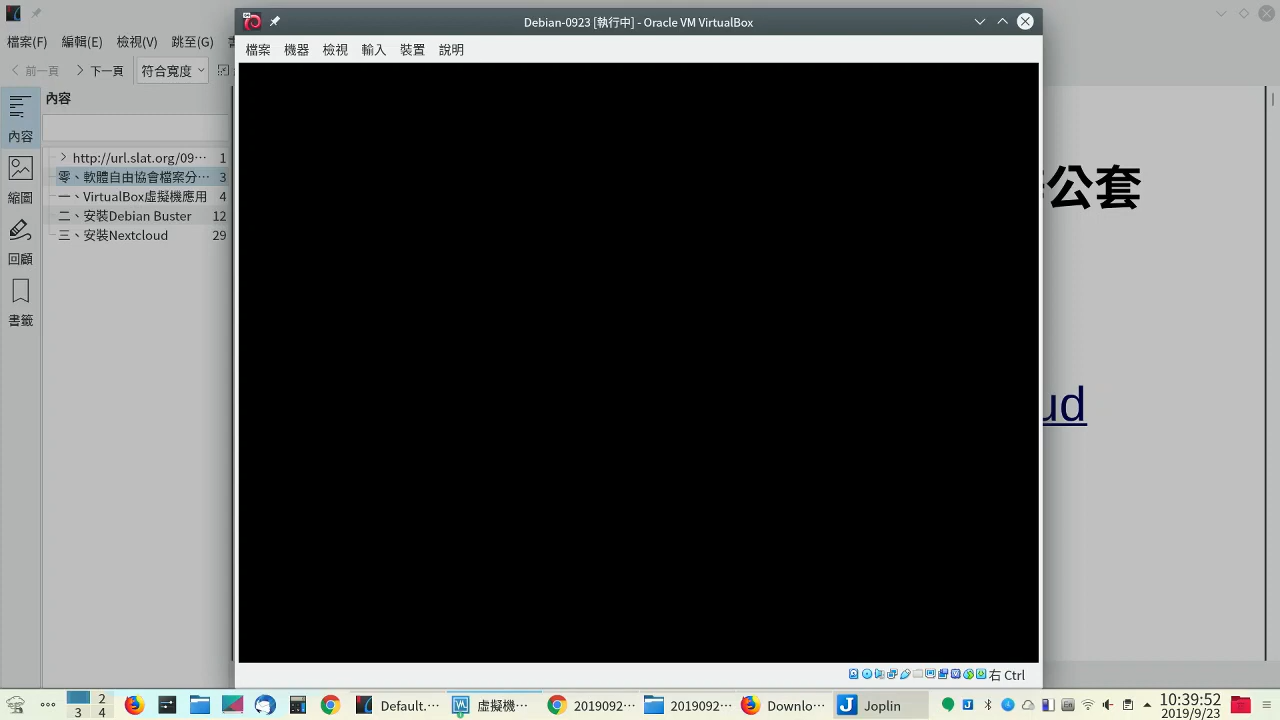 Debian-0923 [執行中] - Oracle VM VirtualBox
檔案 機器 檢視 輸入 裝置 說明
檔案(F) 編輯(E) 檢視(V) 跳至(G)
前一頁 下一頁 符合寬度
內容
內容
縮圖
回顧
書籤
http://url.slat.org/09… 1
零、軟體自由協會檔案分… 3
一、VirtualBox虛擬機應用 4
二、安裝Debian Buster 12
三、安裝Nextcloud 29
公套
ud
右 Ctrl
2
3 4
Default.… 虛擬機… 2019092… 2019092… Downlo… Joplin
En
10:39:52
2019/9/23